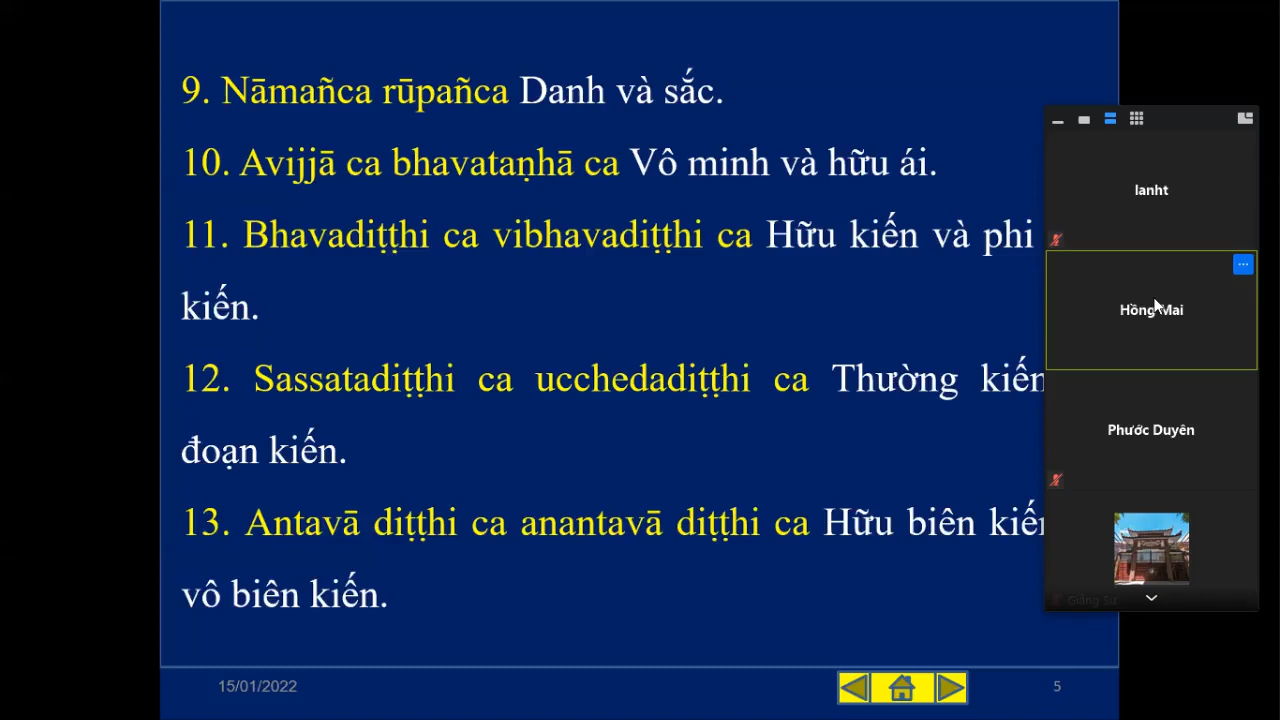 9. Nāmañca rūpañca Danh và sắc.
10. Avijjā ca bhavataṇhā ca Vô minh và hữu ái.
11. Bhavadiṭṭhi ca vibhavadiṭṭhi ca Hữu kiến và phi
kiến.
12. Sassatadiṭṭhi ca ucchedadiṭṭhi ca Thường kiến
đoạn kiến.
13. Antavā diṭṭhi ca anantavā diṭṭhi ca Hữu biên kiến
vô biên kiến.
15/01/2022
5
lanht
Hồng Mai
Phước Duyên
Giảng Sư